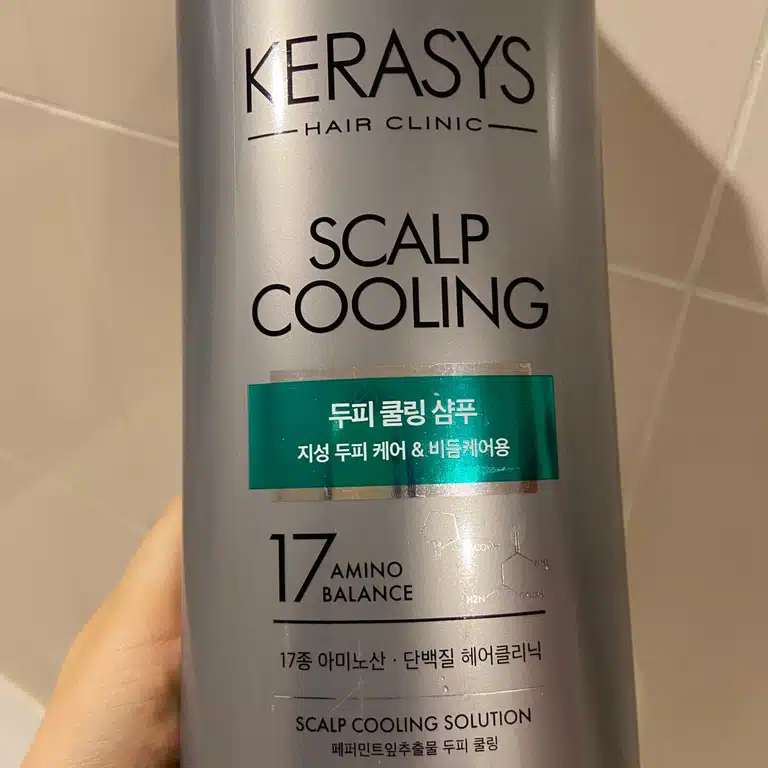 KERASYS
HAIR CLINIC
SCALP
COOLING
두피 쿨링 샴푸
지성 두피 케어 & 비듬케어용
17 AMINO
BALANCE
17종 아미노산 · 단백질 헤어클리닉
SCALP COOLING SOLUTION
페퍼민트잎추출물 두피 쿨링